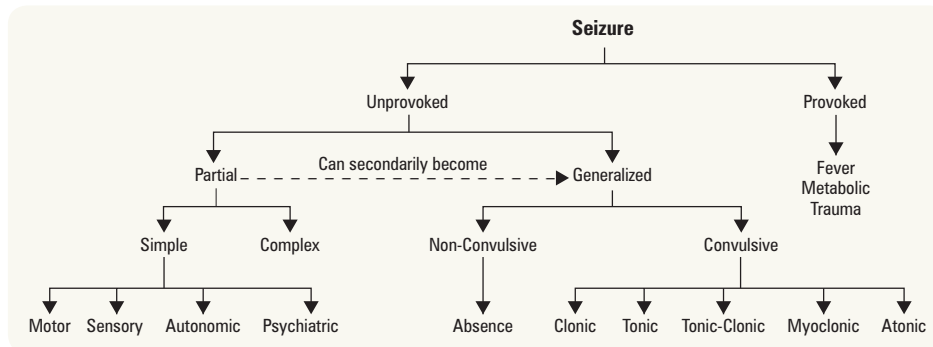 Seizure
Unprovoked Provoked
Partial Can secondarily become Generalized
Fever
Metabolic
Trauma
Simple Complex Non-Convulsive Convulsive
Motor Sensory Autonomic Psychiatric Absence Clonic Tonic Tonic-Clonic Myoclonic Atonic